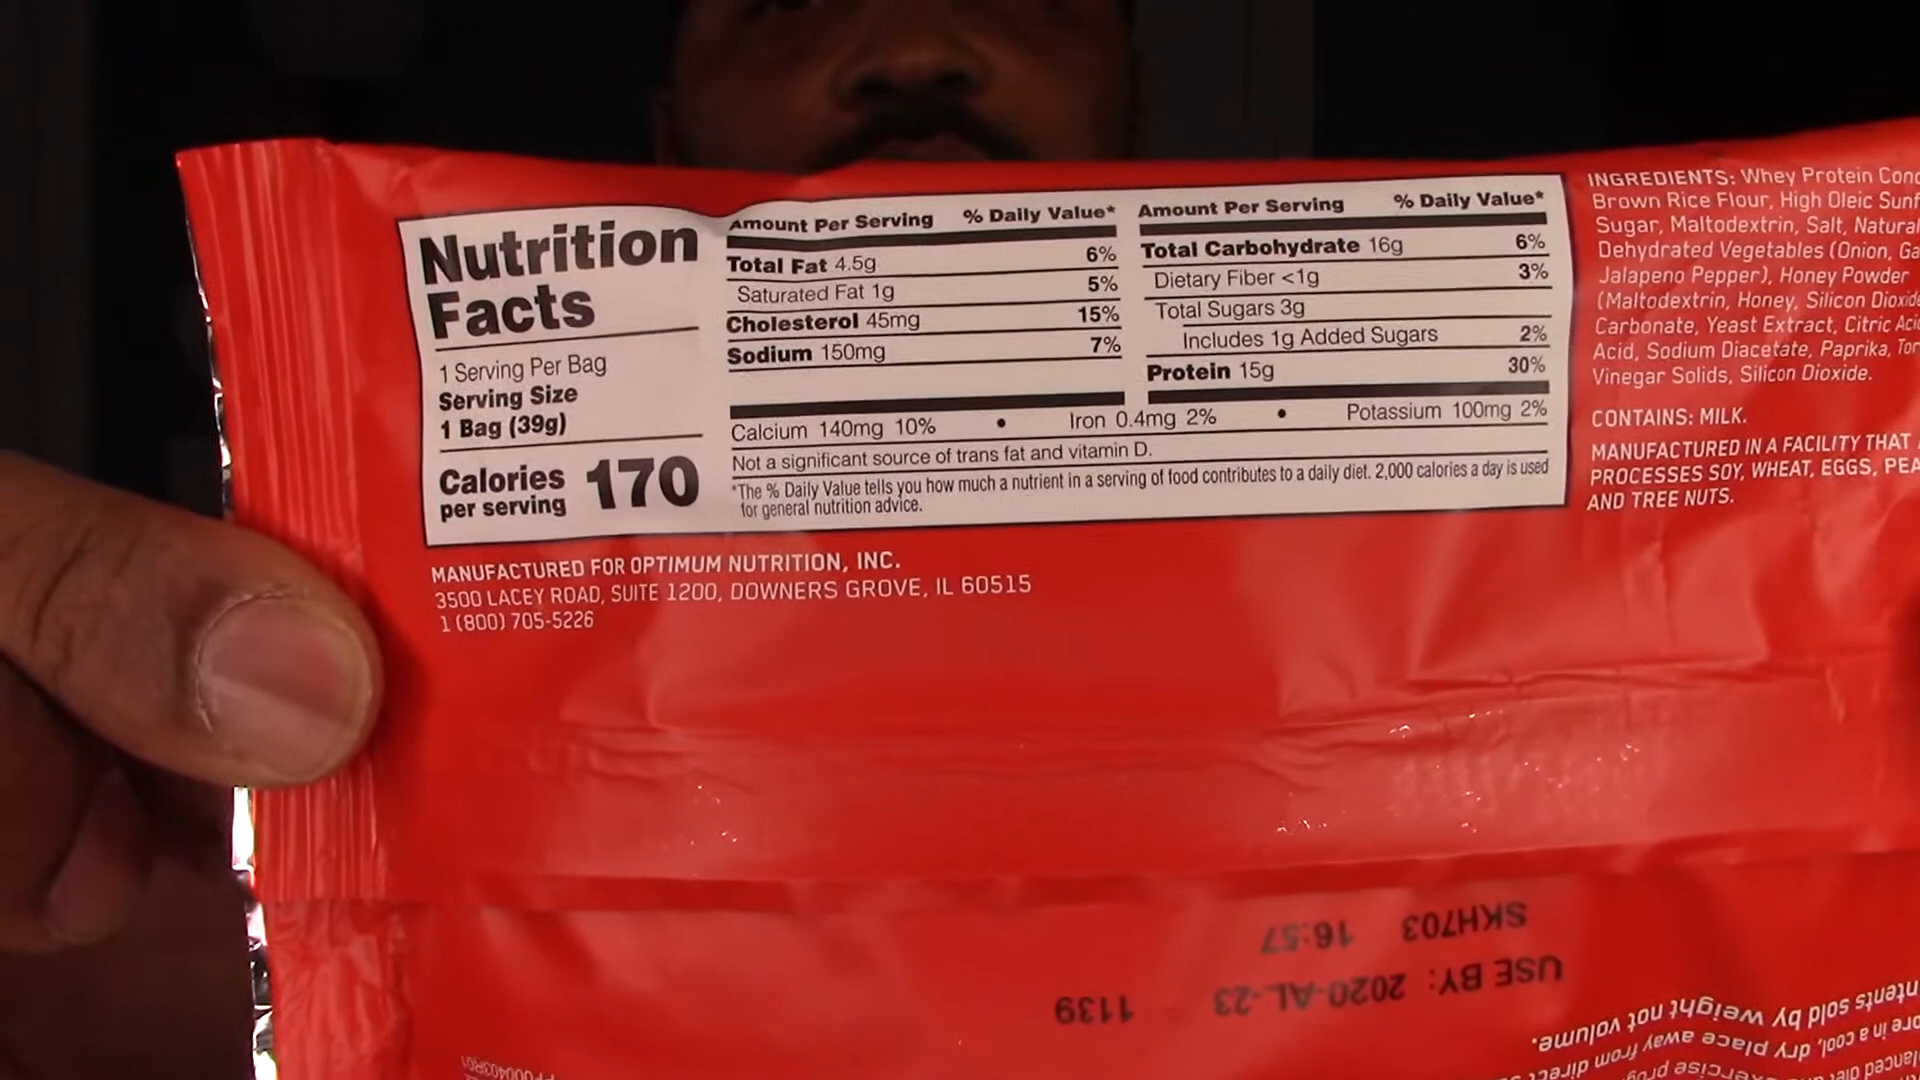 Nutrition
Facts
1 Serving Per Bag
Serving Size
1 Bag (39g)
Calories
per serving 170
Amount Per Serving % Daily Value*
Total Fat 4.5g 6%
Saturated Fat 1g 5%
Cholesterol 45mg 15%
Sodium 150mg 7%
Amount Per Serving % Daily Value*
Total Carbohydrate 16g 6%
Dietary Fiber <1g 3%
Total Sugars 3g
Includes 1g Added Sugars 2%
Protein 15g 30%
Calcium 140mg 10% • Iron 0.4mg 2% • Potassium 100mg 2%
Not a significant source of trans fat and vitamin D.
*The % Daily Value tells you how much a nutrient in a serving of food contributes to a daily diet. 2,000 calories a day is used
for general nutrition advice.
INGREDIENTS: Whey Protein
Brown Rice Flour, High Oleic
Sugar, Maltodextrin, Salt, Natural
Dehydrated Vegetables (Onion,
Jalapeno Pepper), Honey Powder
(Maltodextrin, Honey, Silicon Dioxide
Carbonate, Yeast Extract, Citric
Acid, Sodium Diacetate, Paprika,
Vinegar Solids, Silicon Dioxide.
CONTAINS: MILK.
MANUFACTURED IN A FACILITY THAT
PROCESSES SOY, WHEAT, EGGS,
AND TREE NUTS.
MANUFACTURED FOR OPTIMUM NUTRITION, INC.
3500 LACEY ROAD, SUITE 1200, DOWNERS GROVE, IL 60515
1 (800) 705-5226
SKH703 16:57
USE BY: 2020-AL-23 1139
sold by weight not volume.
in a cool, dry place away from